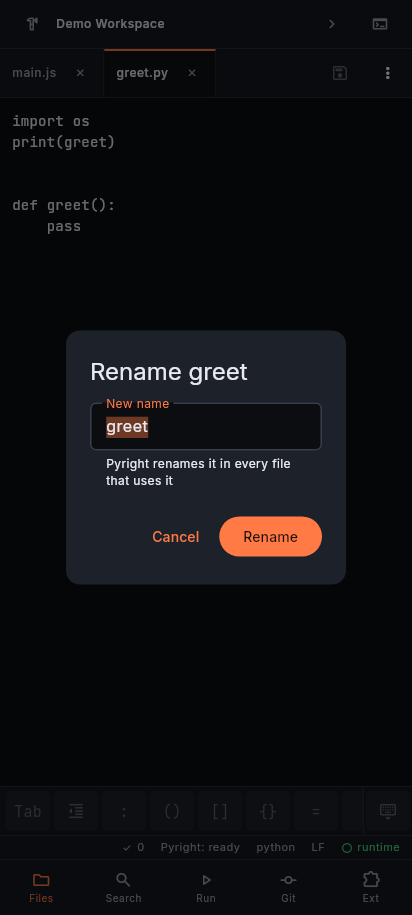 Demo Workspace
main.js
greet.py
import os
print(greet)
def greet():
    pass
Rename greet
New name
greet
Pyright renames it in every file
that uses it
Cancel
Rename
Tab
:
()
[]
{}
=
0
Pyright: ready
python
LF
runtime
Files
Search
Run
Git
Ext